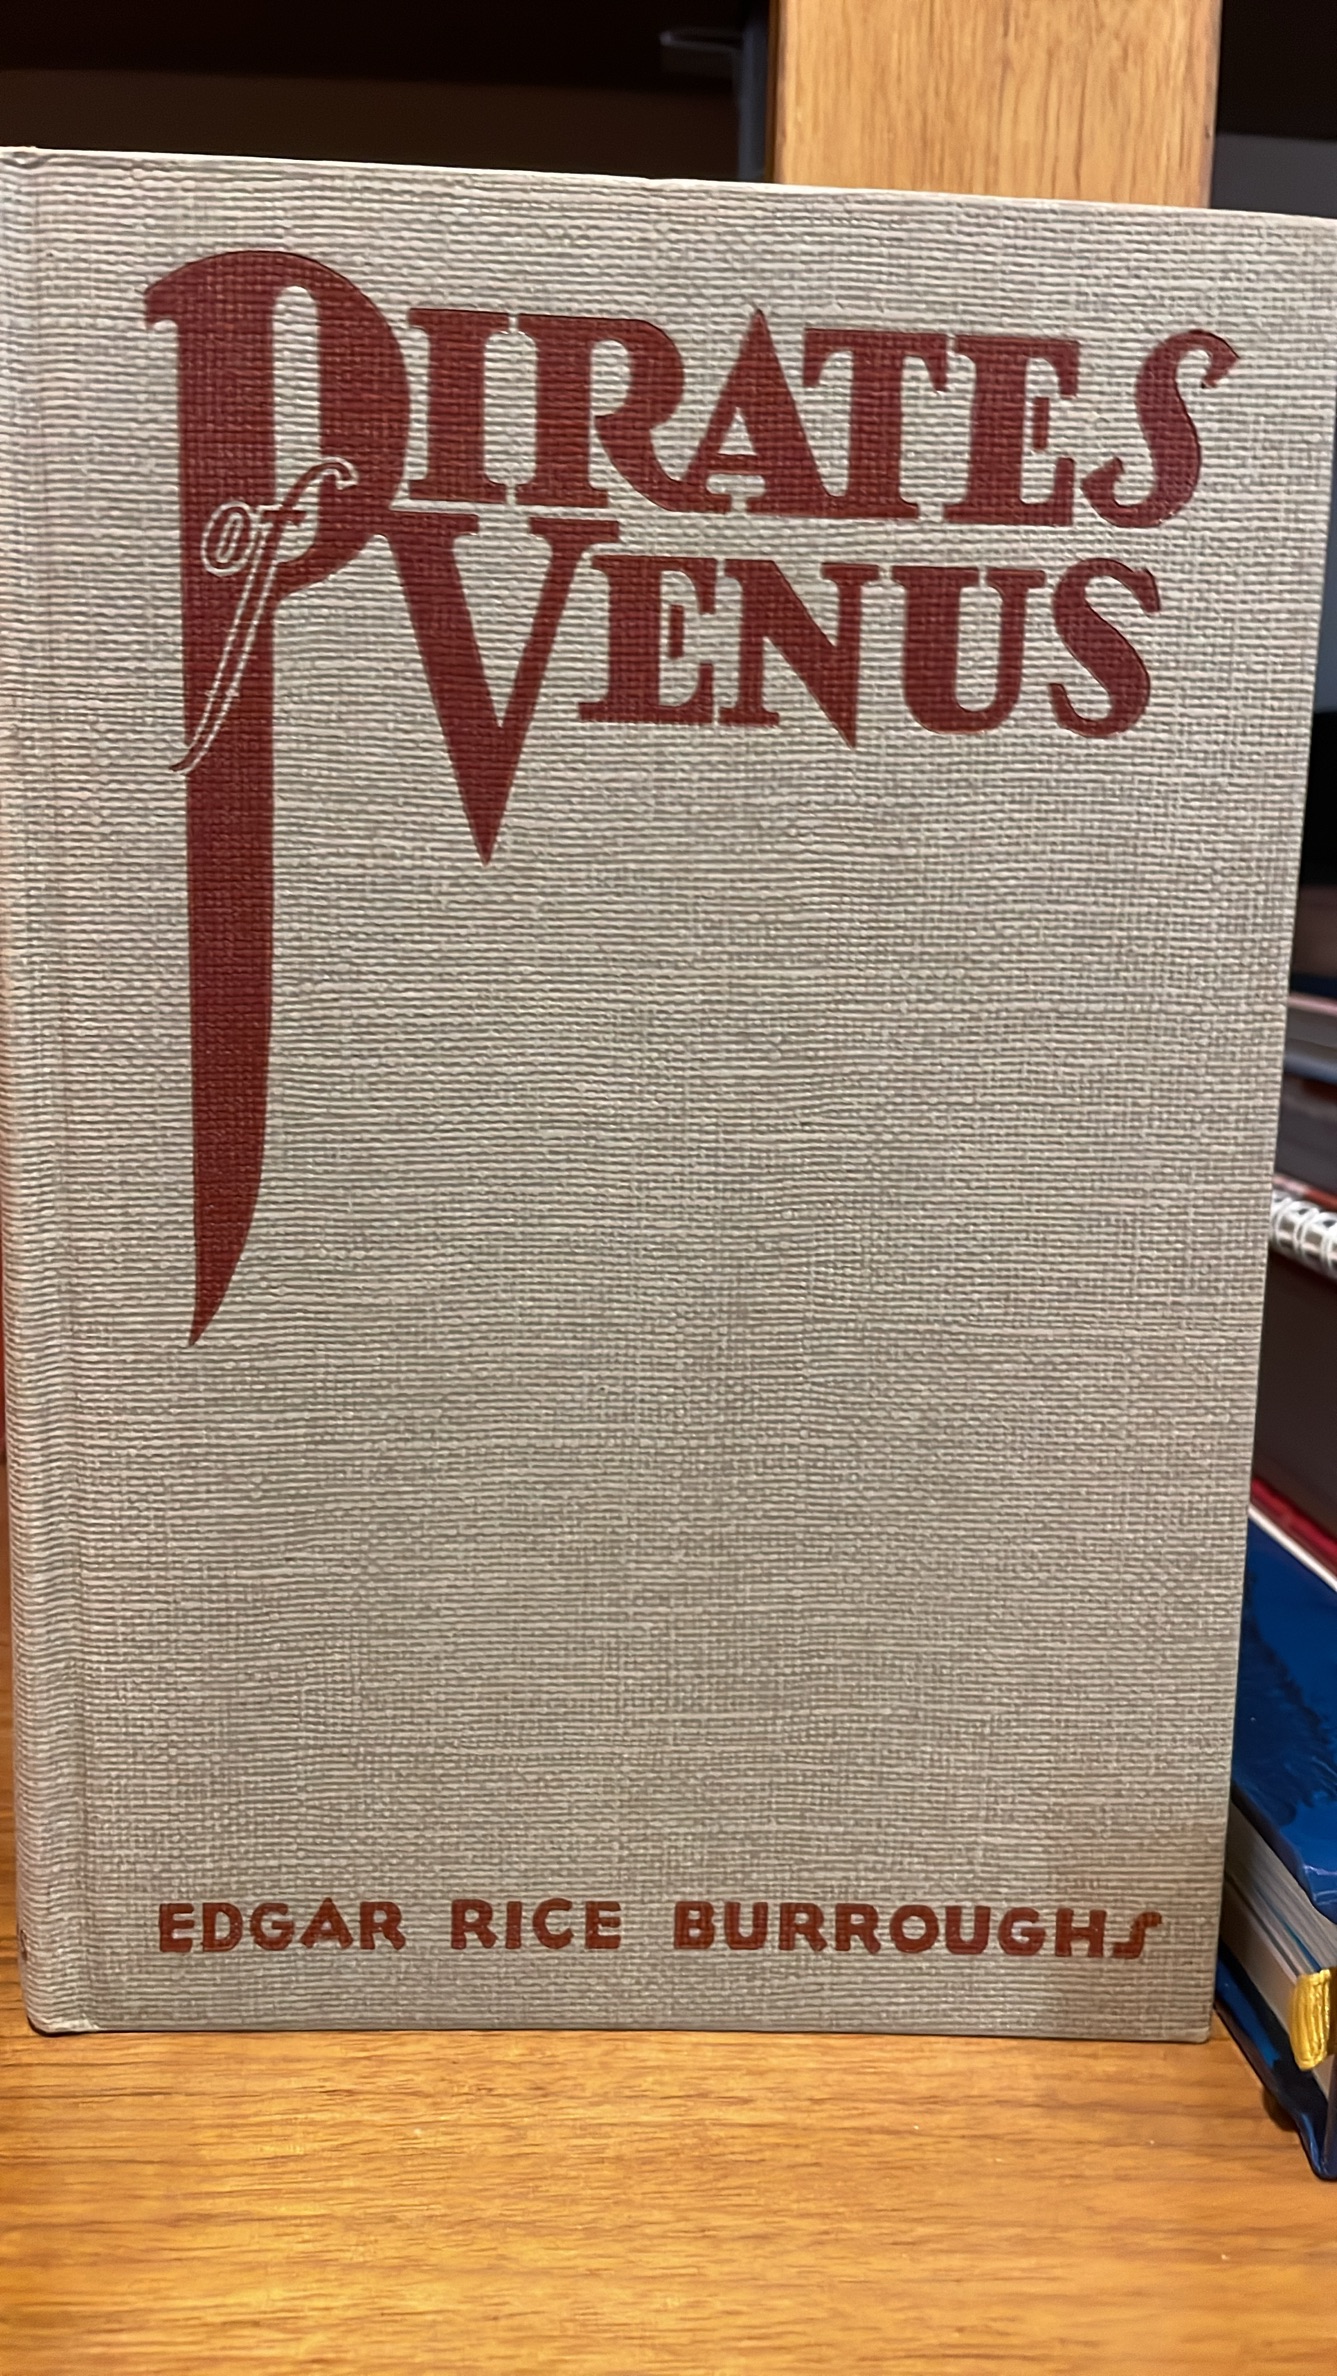 PIRATES
of
VENUS
EDGAR RICE BURROUGHS